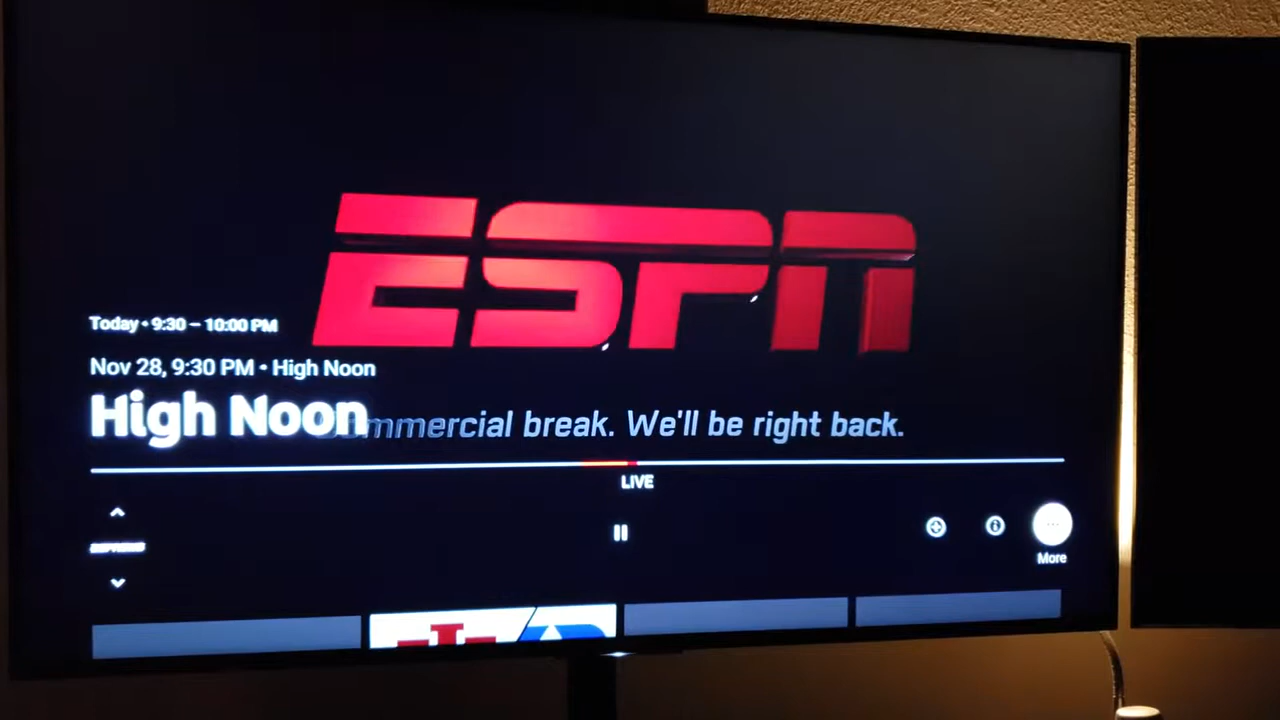 ESPN
Today • 9:30 – 10:00 PM
Nov 28, 9:30 PM • High Noon
High Noon
commercial break. We'll be right back.
LIVE
More